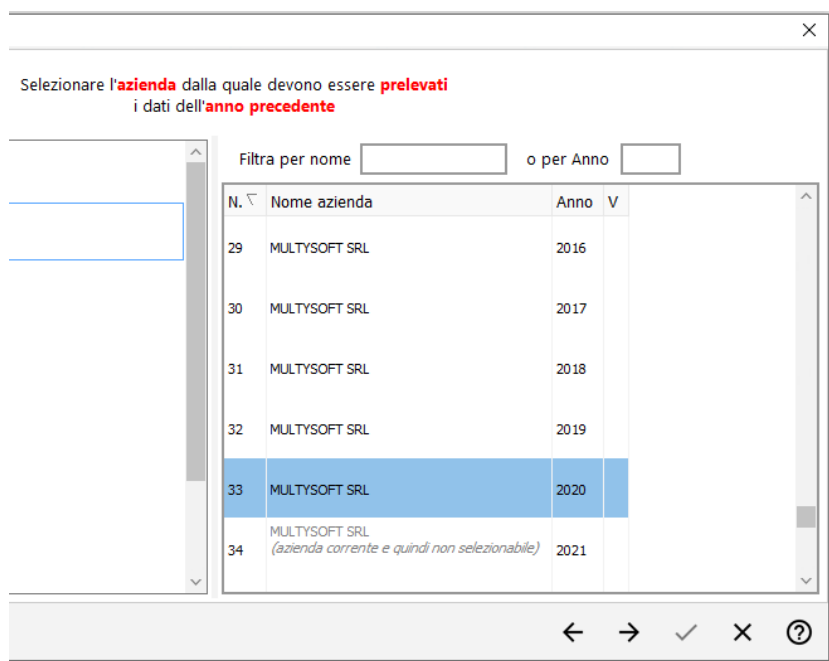 Selezionare l'azienda dalla quale devono essere prelevati
i dati dell'anno precedente
Filtra per nome o per Anno
N. Nome azienda Anno V
29 MULTYSOFT SRL 2016
30 MULTYSOFT SRL 2017
31 MULTYSOFT SRL 2018
32 MULTYSOFT SRL 2019
33 MULTYSOFT SRL 2020
MULTYSOFT SRL
34 (azienda corrente e quindi non selezionabile) 2021